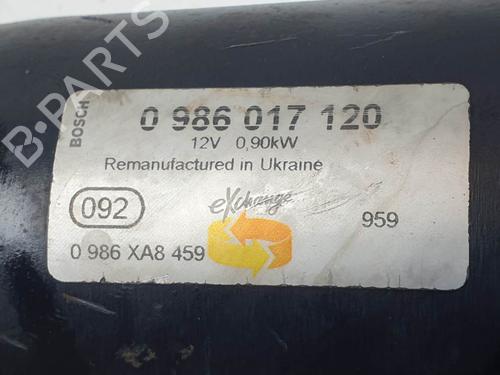 B-PARTS
BOSCH
0 986 017 120
12V 0,90kW
Remanufactured in Ukraine
092
eXchange
959
0 986 XA8 459